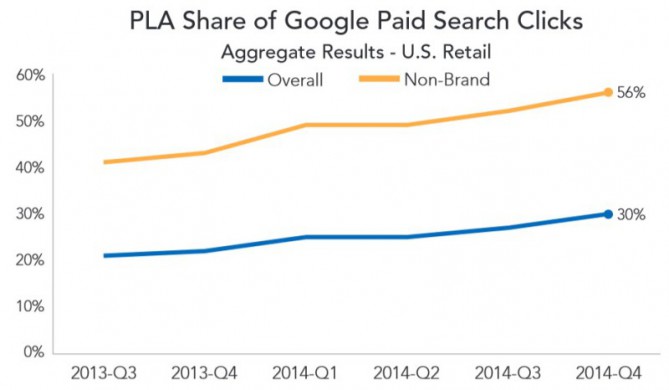 PLA Share of Google Paid Search Clicks
Aggregate Results - U.S. Retail
Overall Non-Brand
60%
50%
40%
30%
20%
10%
0%
56%
30%
2013-Q3 2013-Q4 2014-Q1 2014-Q2 2014-Q3 2014-Q4